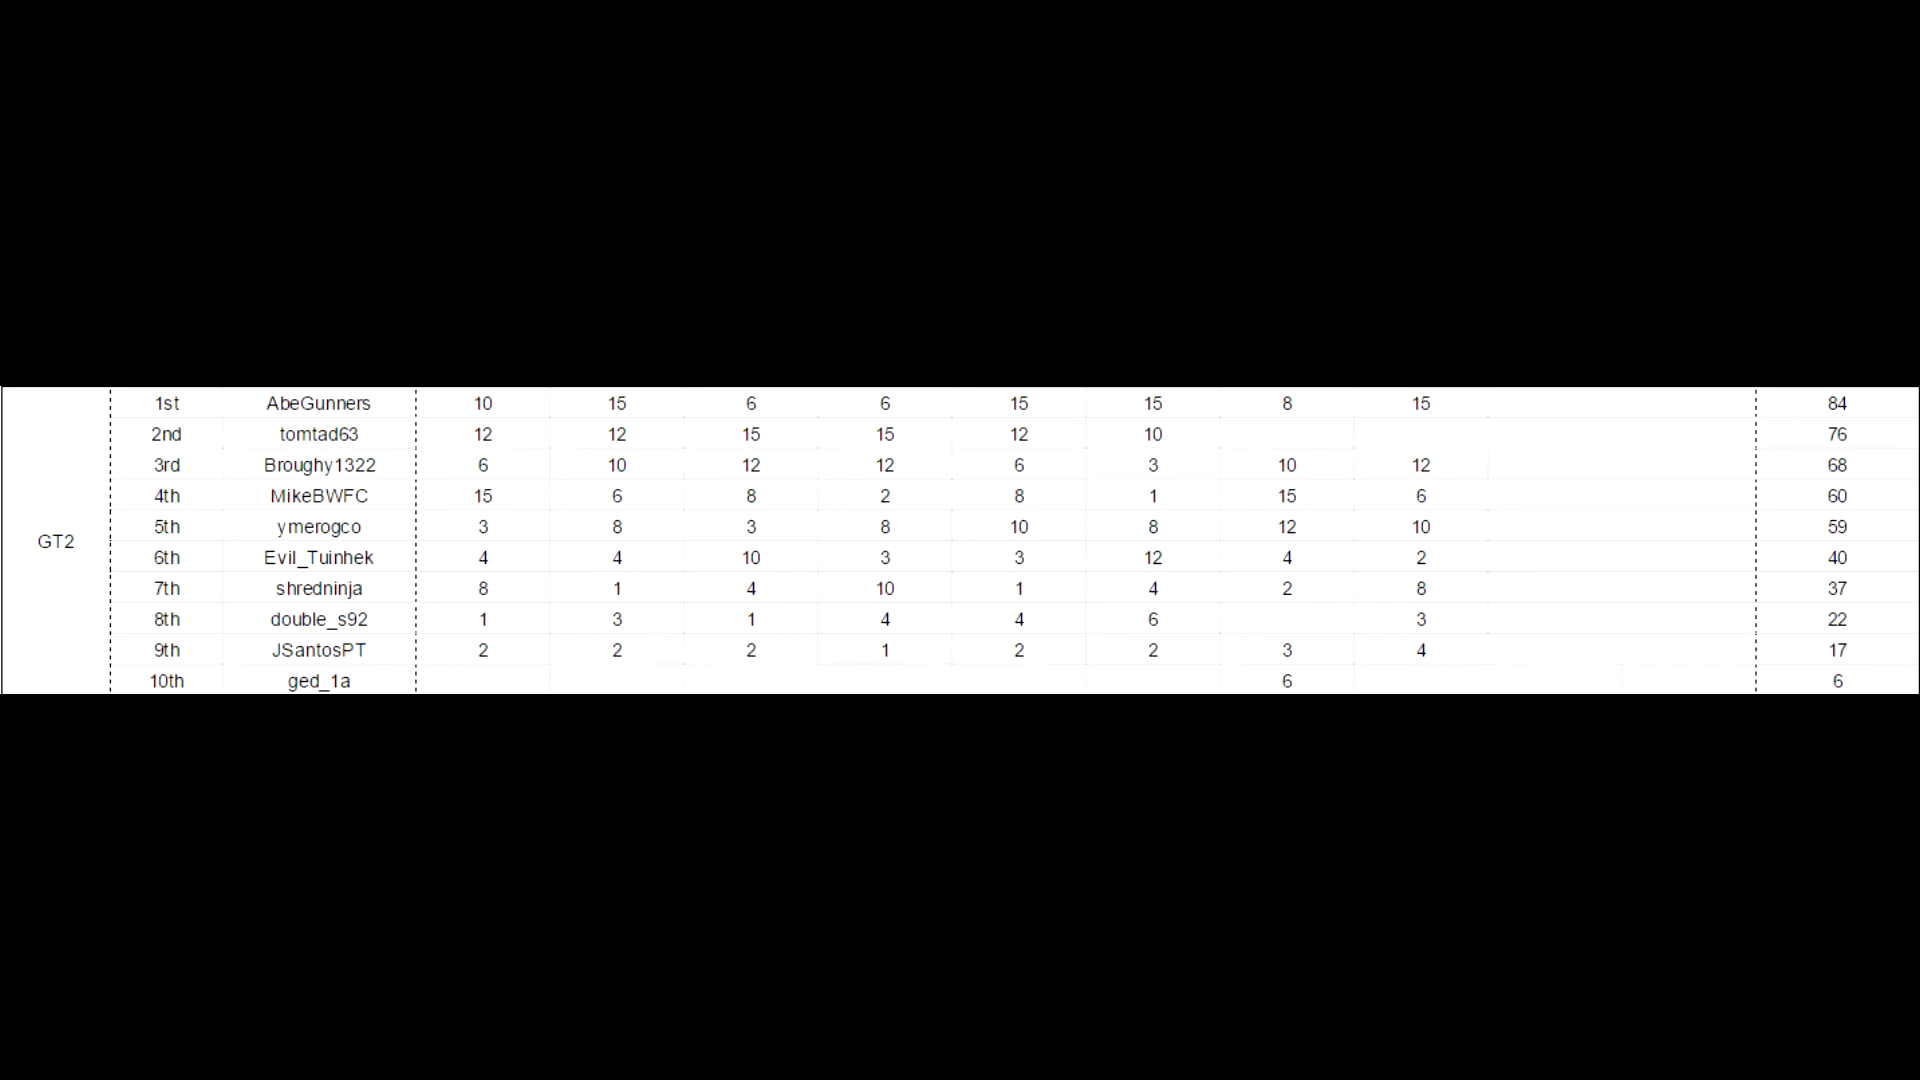 1st AbeGunners 10 15 6 6 15 15 8 15 84
2nd tomtad63 12 12 15 15 12 10 76
3rd Broughy1322 6 10 12 12 6 3 10 12 68
4th MikeBWFC 15 6 8 2 8 1 15 6 60
5th ymerogco 3 8 3 8 10 8 12 10 59
GT2
6th Evil_Tuinhek 4 4 10 3 3 12 4 2 40
7th shredninja 8 1 4 10 1 4 2 8 37
8th double_s92 1 3 1 4 4 6 3 22
9th JSantosPT 2 2 2 1 2 2 3 4 17
10th ged_1a 6 6